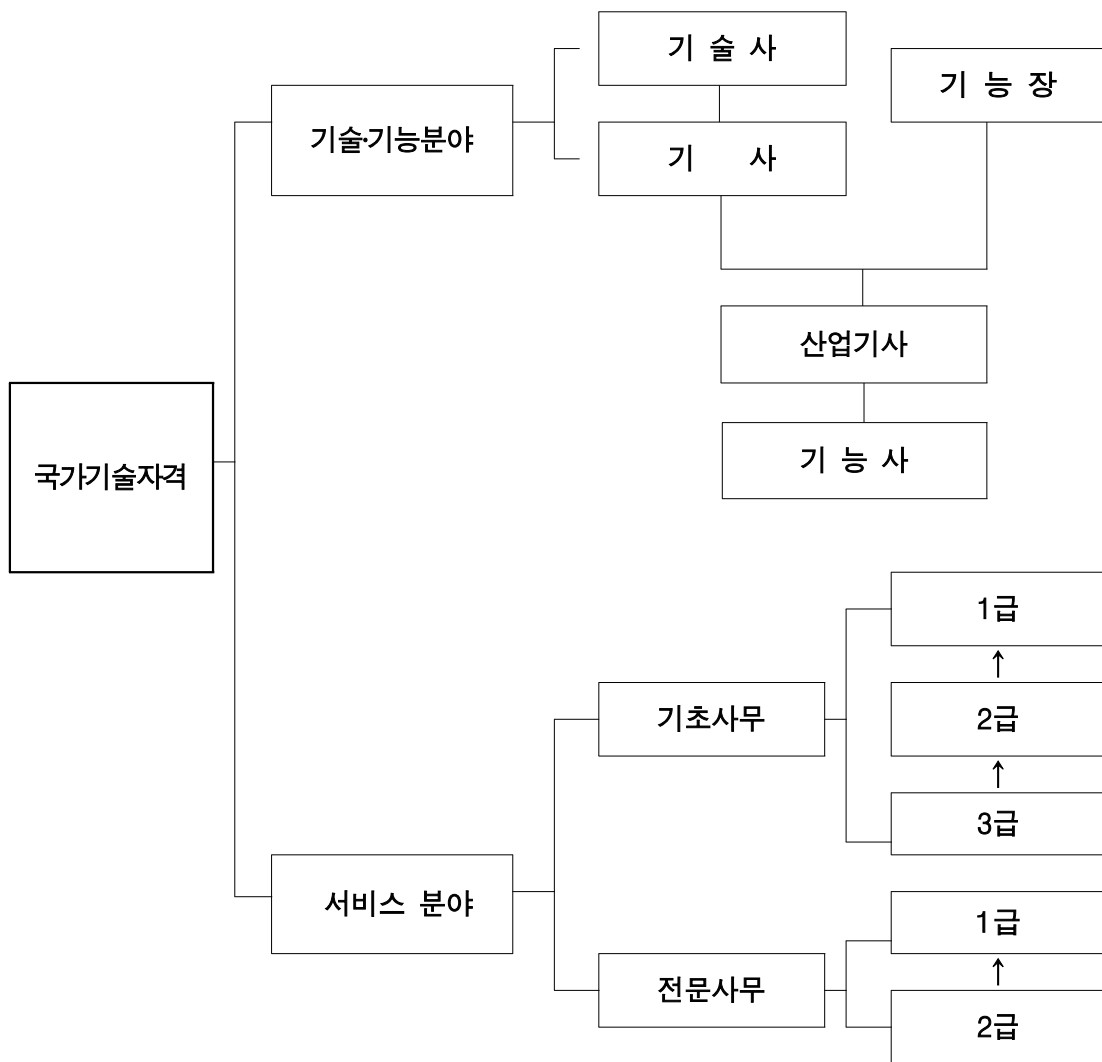 기 술 사
기 능 장
기술·기능분야
기 사
산업기사
국가기술자격
기 능 사
1급
↑
기초사무
2급
↑
3급
서비스 분야
1급
↑
전문사무
2급